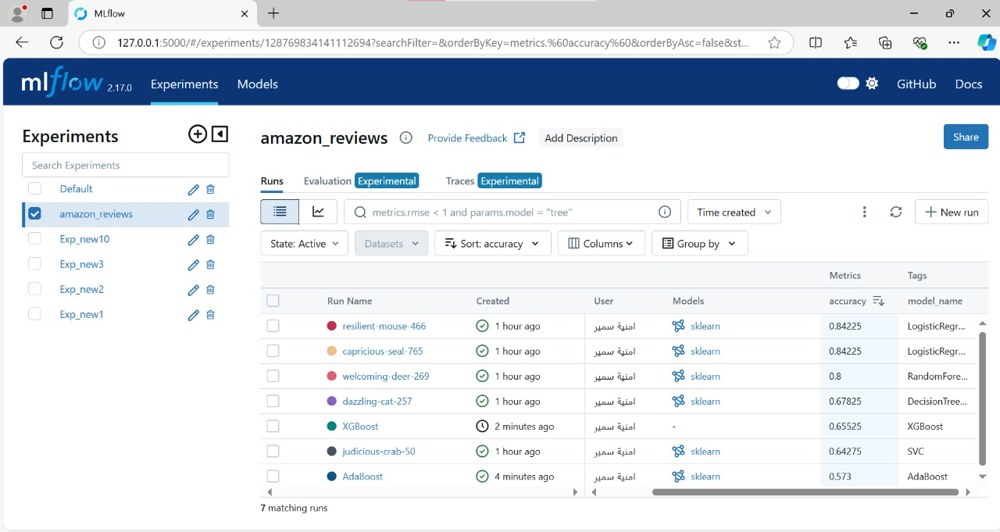 MLflow
127.0.0.1:5000/#/experiments/128769834141112694?searchFilter=&orderByKey=metrics.%60accuracy%60&orderByAsc=false&st...
mlflow 2.17.0 Experiments Models GitHub Docs
Experiments
Search Experiments
Default
amazon_reviews
Exp_new10
Exp_new3
Exp_new2
Exp_new1
amazon_reviews Provide Feedback Add Description Share
Runs Evaluation Experimental Traces Experimental
metrics.rmse < 1 and params.model = "tree" Time created New run
State: Active Datasets Sort: accuracy Columns Group by
Metrics Tags
Run Name Created User Models accuracy model_name
resilient-mouse-466 1 hour ago امنية سمير sklearn 0.84225 LogisticRegr...
capricious-seal-765 1 hour ago امنية سمير sklearn 0.84225 LogisticRegr...
welcoming-deer-269 1 hour ago امنية سمير sklearn 0.8 RandomFore...
dazzling-cat-257 1 hour ago امنية سمير sklearn 0.67825 DecisionTree...
XGBoost 2 minutes ago امنية سمير - 0.65525 XGBoost
judicious-crab-50 1 hour ago امنية سمير sklearn 0.64275 SVC
AdaBoost 4 minutes ago امنية سمير sklearn 0.573 AdaBoost
7 matching runs